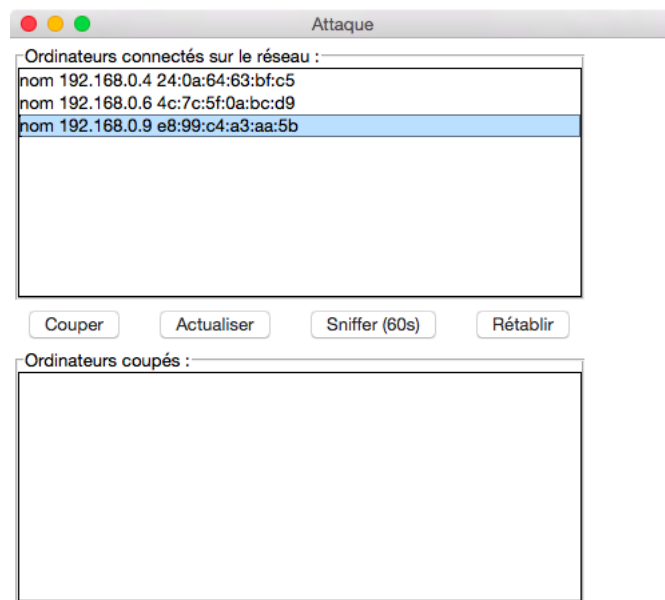 Attaque
Ordinateurs connectés sur le réseau :
nom 192.168.0.4 24:0a:64:63:bf:c5
nom 192.168.0.6 4c:7c:5f:0a:bc:d9
nom 192.168.0.9 e8:99:c4:a3:aa:5b
Couper Actualiser Sniffer (60s) Rétablir
Ordinateurs coupés :